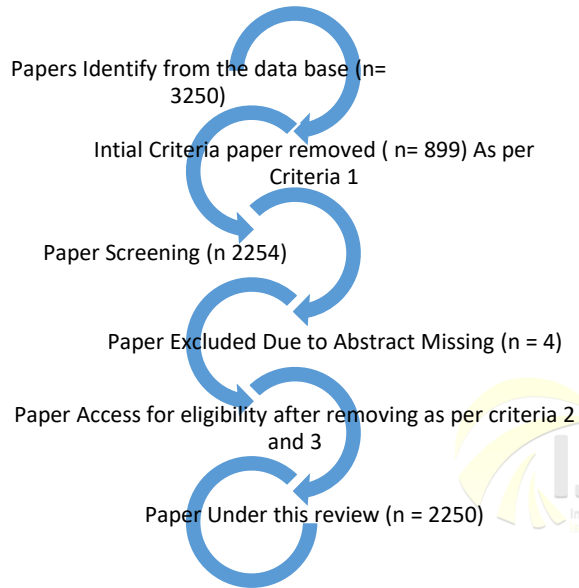 Papers Identify from the data base (n=
3250)
Intial Criteria paper removed ( n= 899) As per
Criteria 1
Paper Screening (n 2254)
Paper Excluded Due to Abstract Missing (n = 4)
Paper Access for eligibility after removing as per criteria 2
and 3
Paper Under this review (n = 2250)